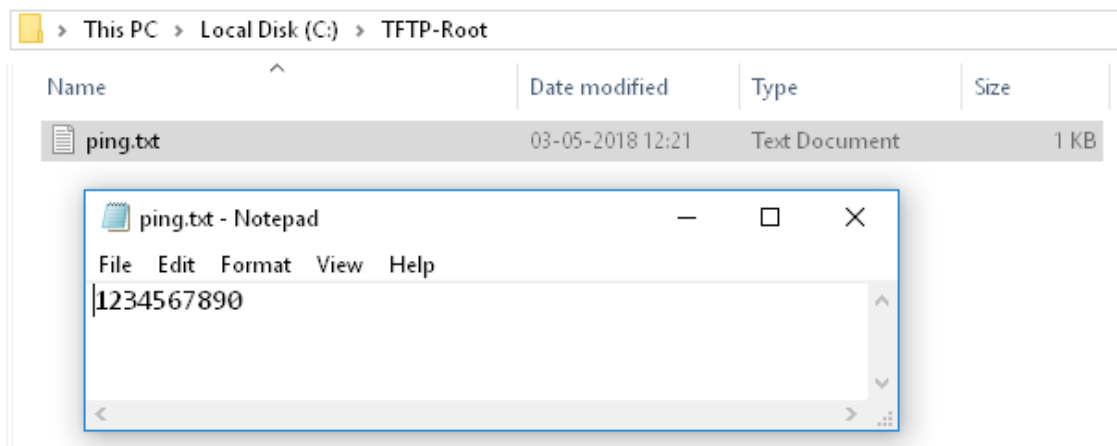 > This PC > Local Disk (C:) > TFTP-Root
Name Date modified Type Size
ping.txt 03-05-2018 12:21 Text Document 1 KB
ping.txt - Notepad
File Edit Format View Help
1234567890